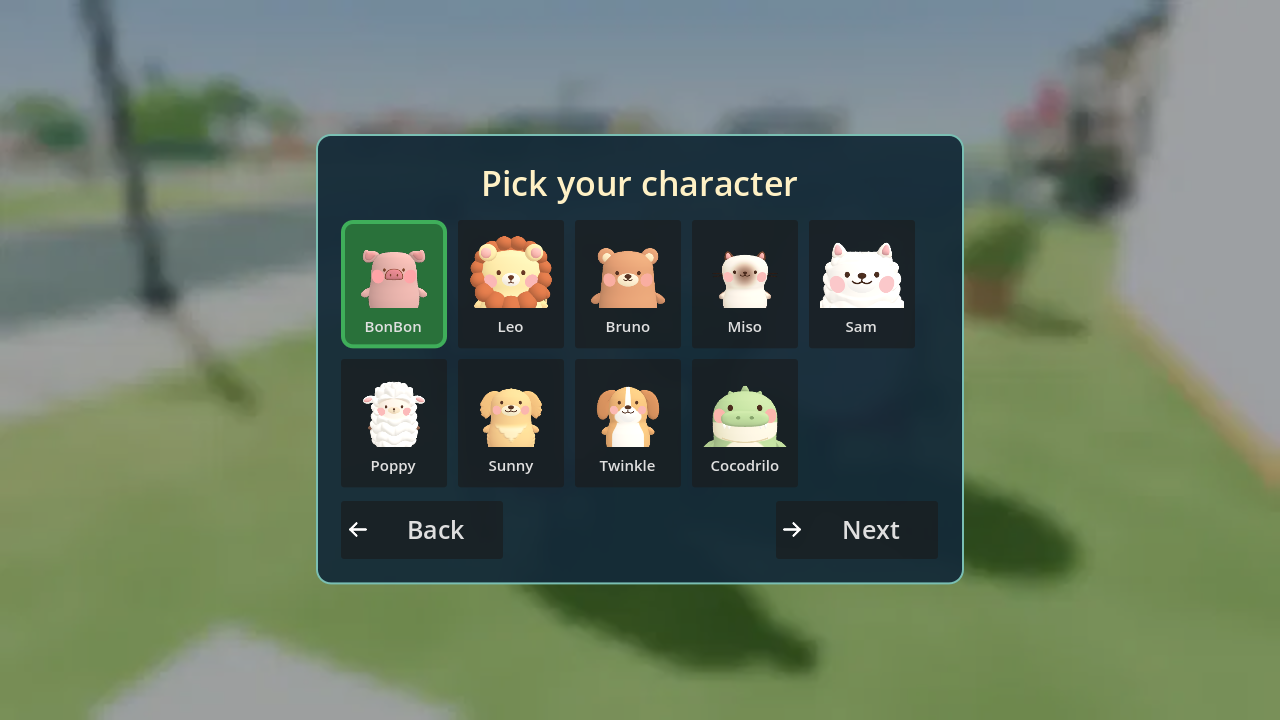 Pick your character
BonBon
Leo
Bruno
Miso
Sam
Poppy
Sunny
Twinkle
Cocodrilo
Back
Next